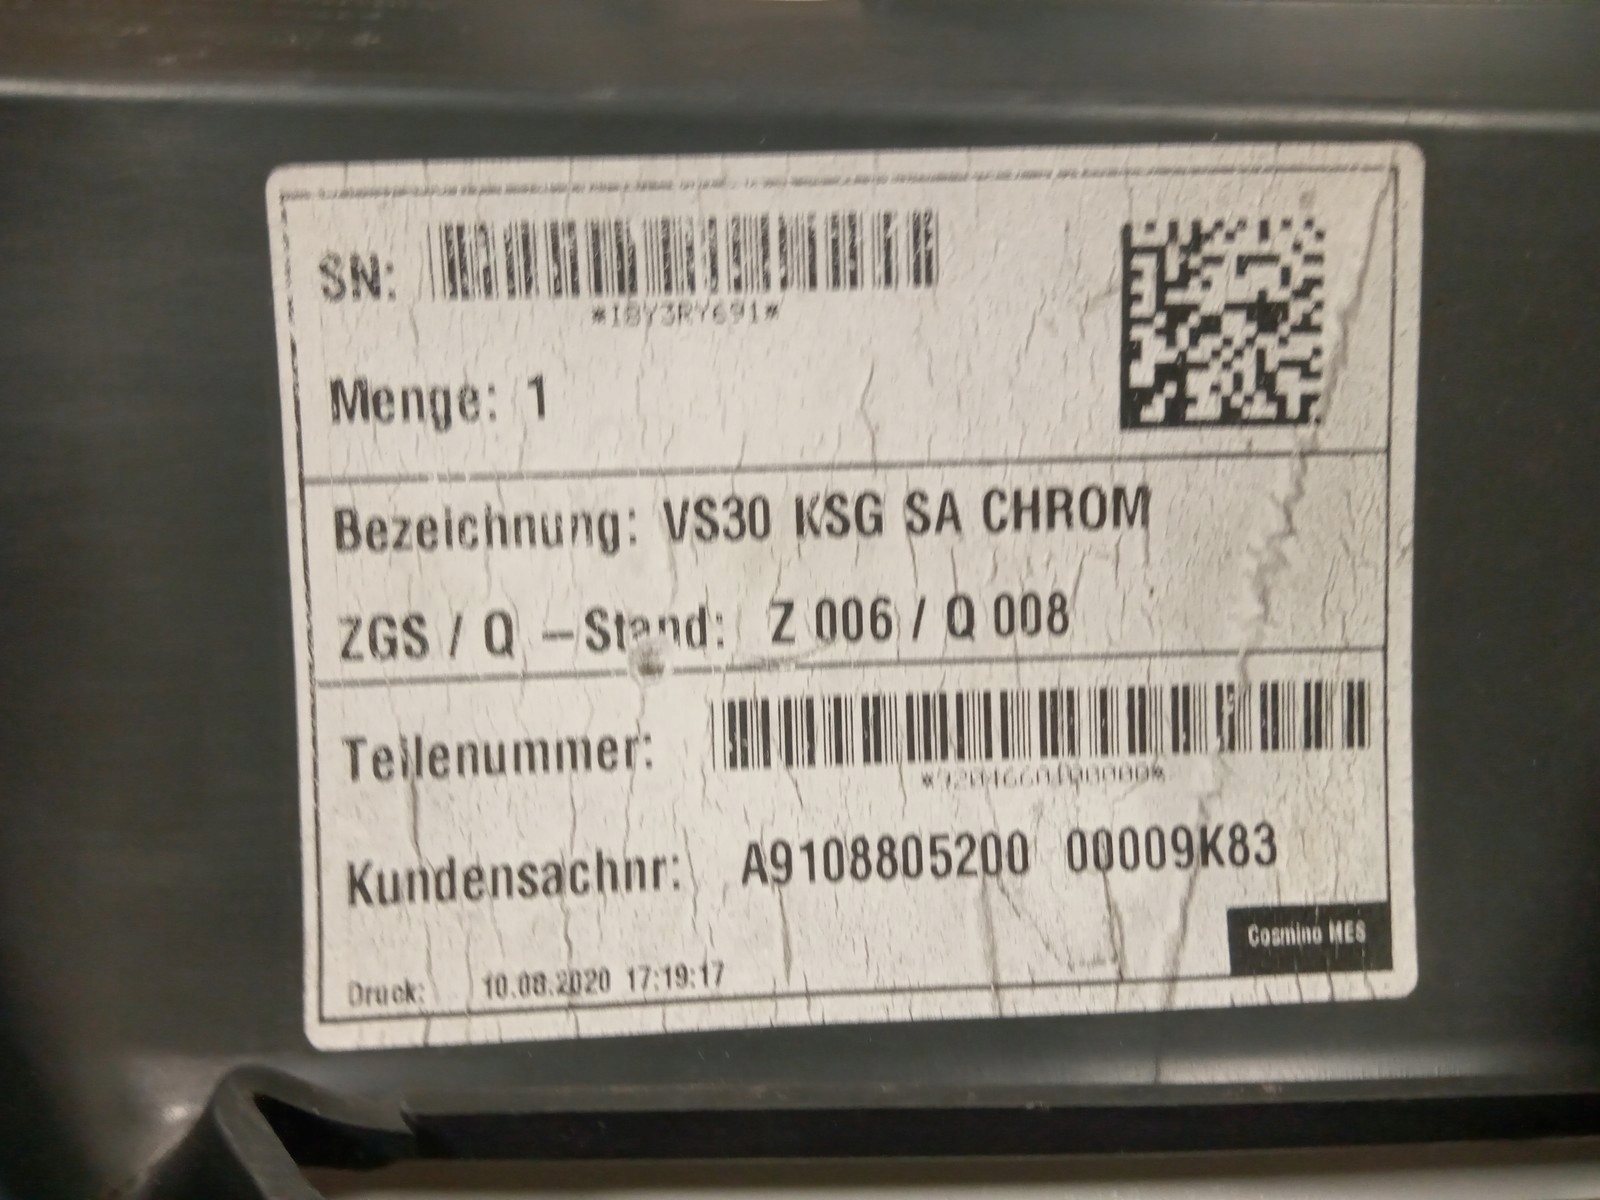 SN:
*I8Y3RY691*
Menge: 1
Bezeichnung: VS30 KSG SA CHROM
ZGS / Q -Stand: Z 006 / Q 008
Teilenummer:
Kundensachnr: A9108805200 00009K83
Cosmino MES
Druck: 10.08.2020 17:19:17